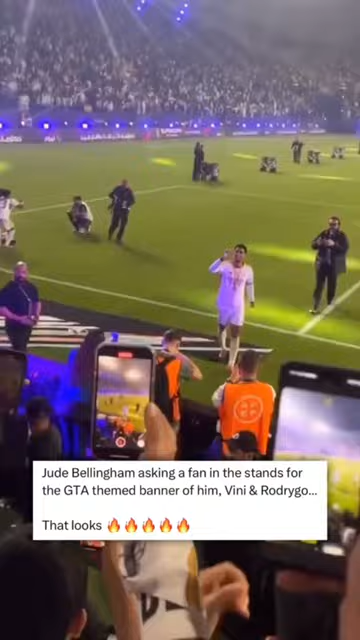 Jude Bellingham asking a fan in the stands for
the GTA themed banner of him, Vini & Rodrygo...
That looks 🔥🔥🔥🔥🔥